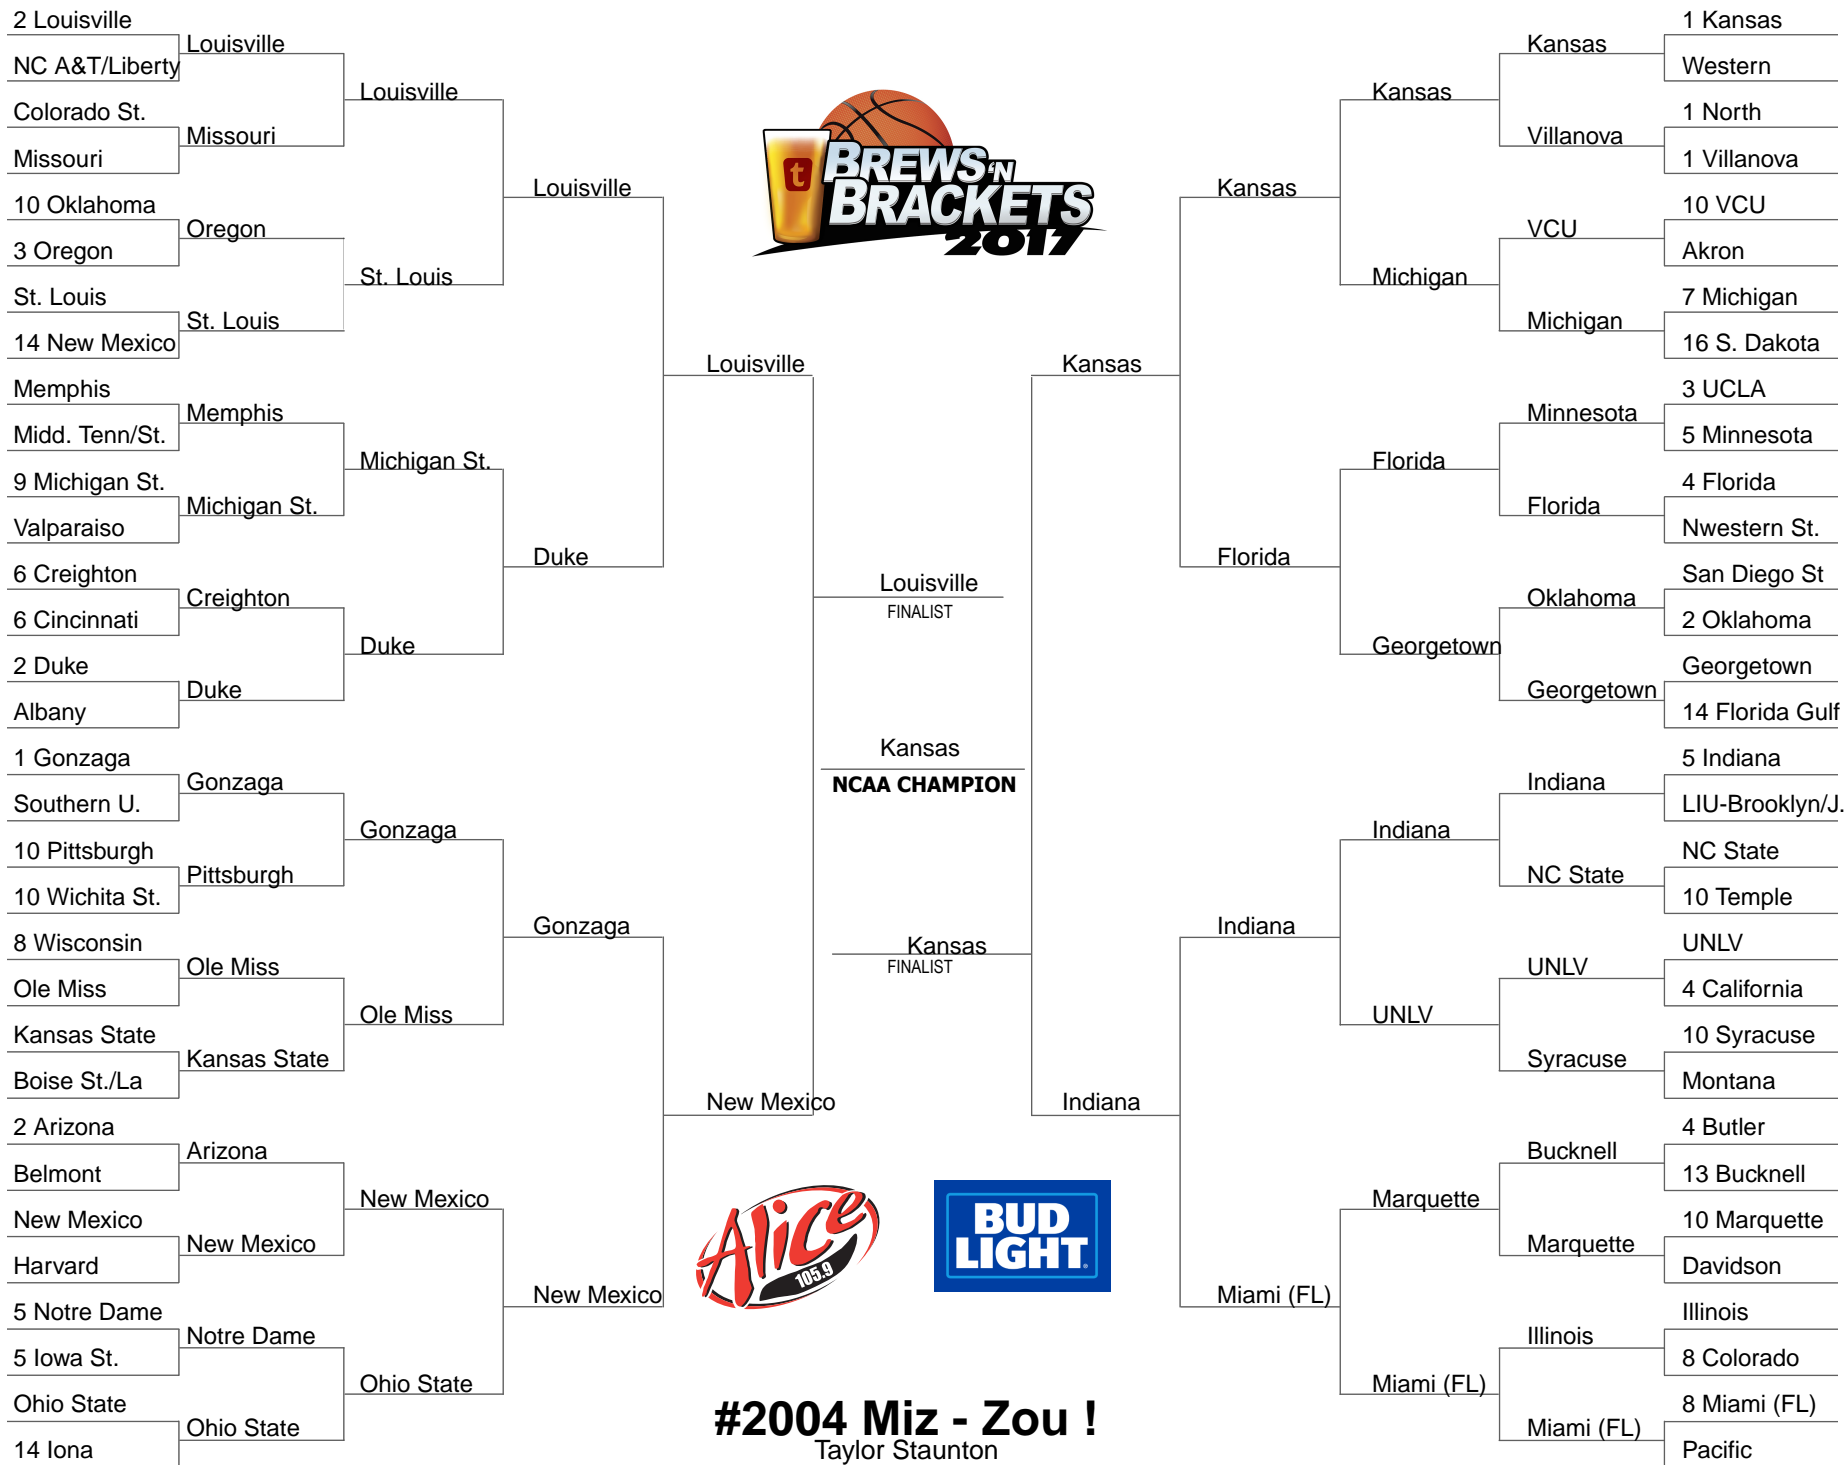 2 Louisville
NC A&T/Liberty
Colorado St.
Missouri
10 Oklahoma
3 Oregon
St. Louis
14 New Mexico
Memphis
Midd. Tenn/St.
9 Michigan St.
Valparaiso
6 Creighton
6 Cincinnati
2 Duke
Albany
1 Gonzaga
Southern U.
10 Pittsburgh
10 Wichita St.
8 Wisconsin
Ole Miss
Kansas State
Boise St./La
2 Arizona
Belmont
New Mexico
Harvard
5 Notre Dame
5 Iowa St.
Ohio State
14 Iona
Louisville
Missouri
Oregon
St. Louis
Memphis
Michigan St.
Creighton
Duke
Gonzaga
Pittsburgh
Ole Miss
Kansas State
Arizona
New Mexico
Notre Dame
Ohio State
Louisville
St. Louis
Michigan St.
Duke
Gonzaga
Ole Miss
New Mexico
Ohio State
Louisville
Duke
Gonzaga
New Mexico
Louisville
New Mexico
t
BREWS 'N
BRACKETS
2017
Louisville
FINALIST
Kansas
NCAA CHAMPION
Kansas
FINALIST
Alice
105.9
BUD
LIGHT
#2004 Miz - Zou !
Taylor Staunton
Kansas
Indiana
Kansas
Florida
Indiana
Miami (FL)
Kansas
Michigan
Florida
Georgetown
Indiana
UNLV
Marquette
Miami (FL)
Kansas
Villanova
VCU
Michigan
Minnesota
Florida
Oklahoma
Georgetown
Indiana
NC State
UNLV
Syracuse
Bucknell
Marquette
Illinois
Miami (FL)
1 Kansas
Western
1 North
1 Villanova
10 VCU
Akron
7 Michigan
16 S. Dakota
3 UCLA
5 Minnesota
4 Florida
Nwestern St.
San Diego St
2 Oklahoma
Georgetown
14 Florida Gulf
5 Indiana
LIU-Brooklyn/J.
NC State
10 Temple
UNLV
4 California
10 Syracuse
Montana
4 Butler
13 Bucknell
10 Marquette
Davidson
Illinois
8 Colorado
8 Miami (FL)
Pacific